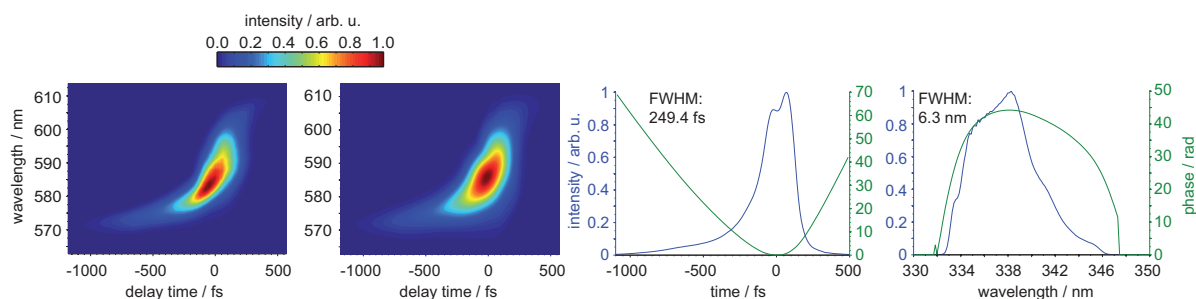 intensity / arb. u.
0.0 0.2 0.4 0.6 0.8 1.0
wavelength / nm
610
600
590
580
570
-1000 -500 0 500
delay time / fs
610
600
590
580
570
-1000 -500 0 500
delay time / fs
FWHM:
249.4 fs
intensity / arb. u.
1
0.8
0.6
0.4
0.2
0
70
60
50
40
30
20
10
0
-1000 -500 0 500
time / fs
FWHM:
6.3 nm
1
0.8
0.6
0.4
0.2
0
50
40
30
20
10
0
phase / rad
330 334 338 342 346 350
wavelength / nm